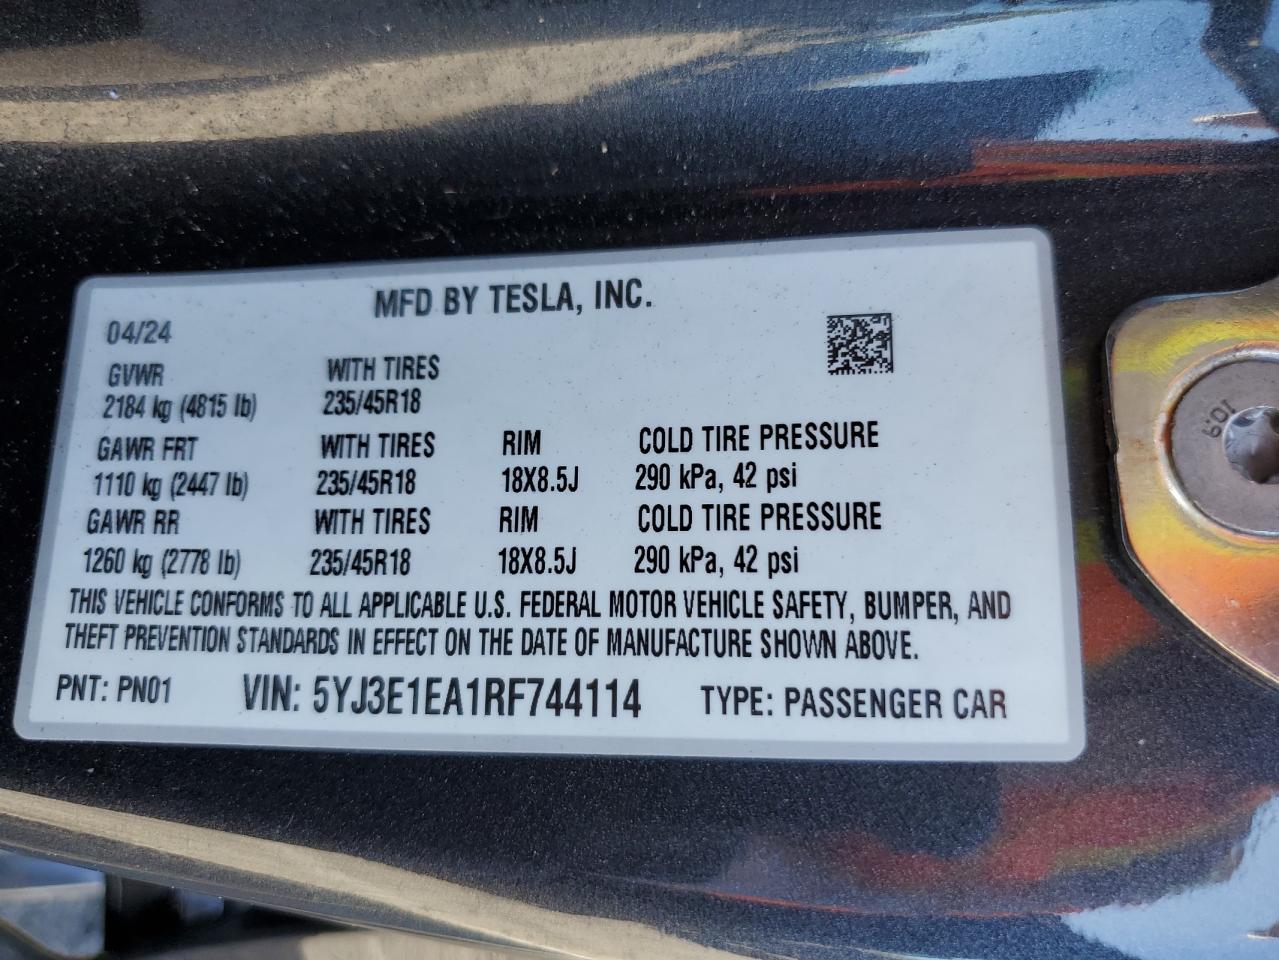 MFD BY TESLA, INC.
04/24
GVWR WITH TIRES
2184 kg (4815 lb) 235/45R18
GAWR FRT WITH TIRES RIM COLD TIRE PRESSURE
1110 kg (2447 lb) 235/45R18 18X8.5J 290 kPa, 42 psi
GAWR RR WITH TIRES RIM COLD TIRE PRESSURE
1260 kg (2778 lb) 235/45R18 18X8.5J 290 kPa, 42 psi
THIS VEHICLE CONFORMS TO ALL APPLICABLE U.S. FEDERAL MOTOR VEHICLE SAFETY, BUMPER, AND
THEFT PREVENTION STANDARDS IN EFFECT ON THE DATE OF MANUFACTURE SHOWN ABOVE.
PNT: PN01 VIN: 5YJ3E1EA1RF744114 TYPE: PASSENGER CAR
10.9